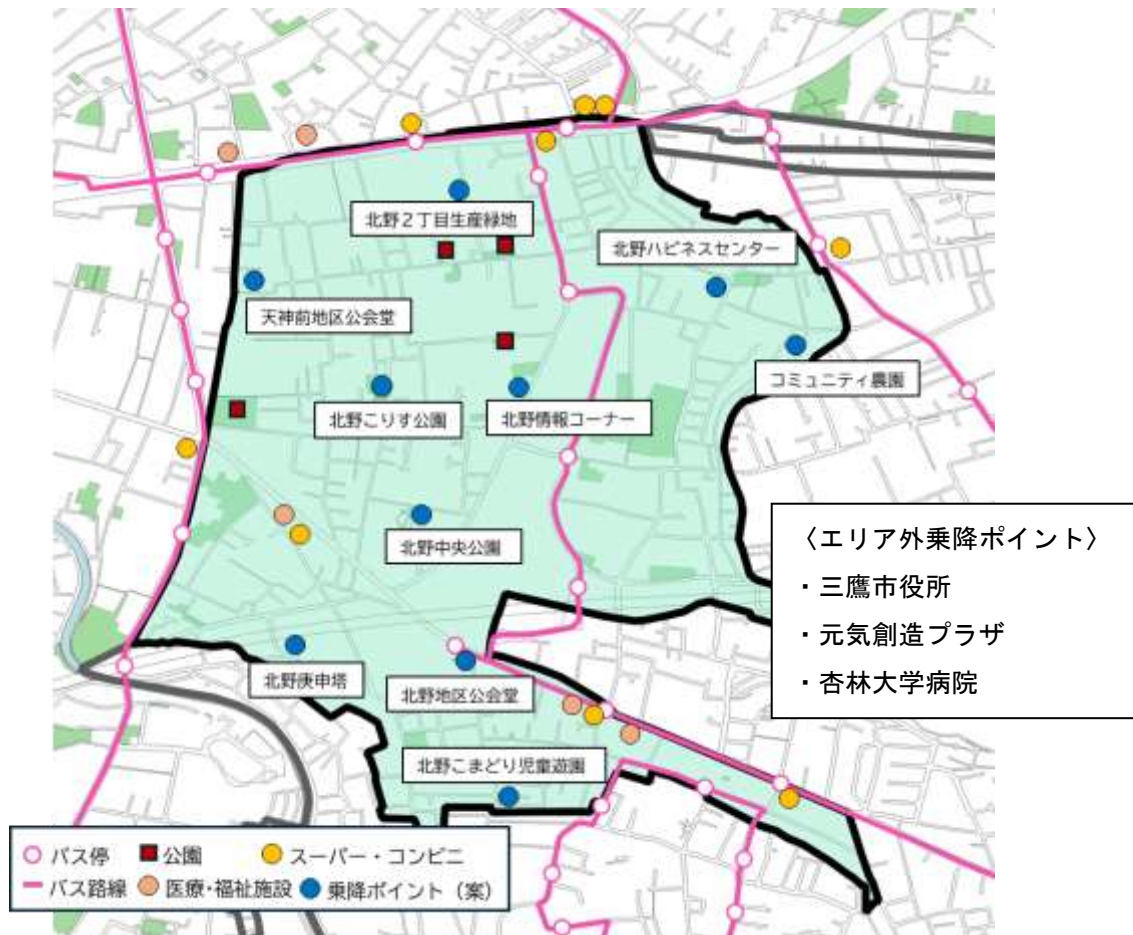 北野２丁目生産緑地
北野ハピネスセンター
天神前地区公会堂
コミュニティ農園
北野こりす公園
北野情報コーナー
北野中央公園
〈エリア外乗降ポイント〉
・三鷹市役所
・元気創造プラザ
・杏林大学病院
北野庚申塔
北野地区公会堂
北野こまどり児童遊園
バス停 公園 スーパー・コンビニ
バス路線 医療・福祉施設 乗降ポイント（案）